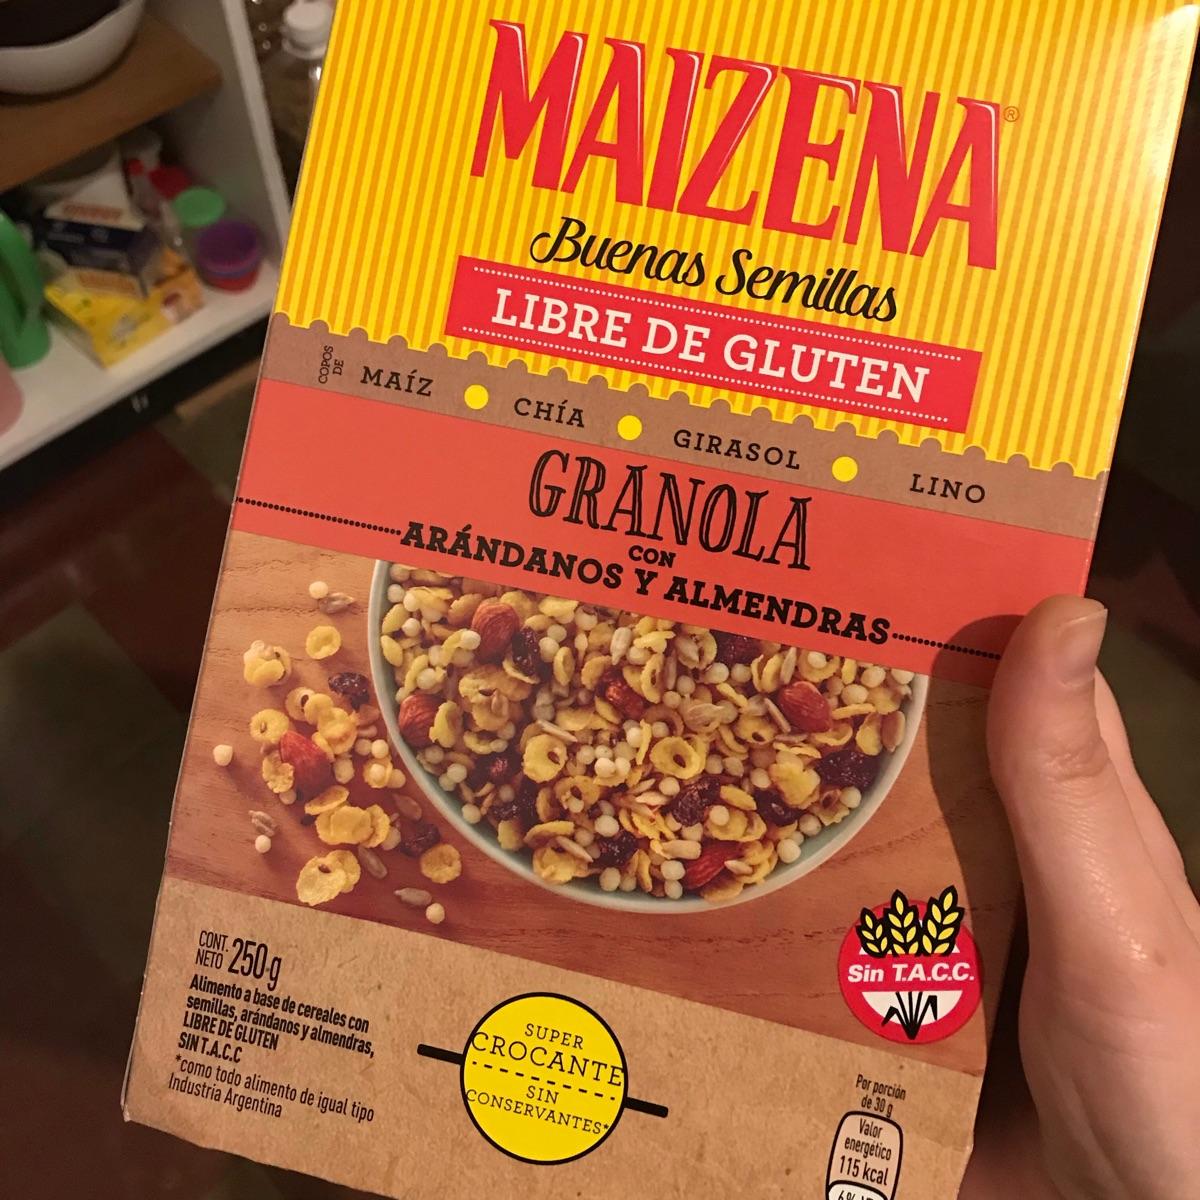 MAIZENA®
Buenas Semillas
LIBRE DE GLUTEN
COPOS DE MAÍZ CHÍA GIRASOL LINO
GRANOLA
CON
ARÁNDANOS Y ALMENDRAS
CONT. NETO 250 g
Alimento a base de cereales con
semillas, arándanos y almendras,
LIBRE DE GLUTEN
SIN T.A.C.C
*como todo alimento de igual tipo
Industria Argentina
SUPER
CROCANTE
SIN
CONSERVANTES*
Sin T.A.C.C.
Por porción
de 30 g
Valor
energético
115 kcal